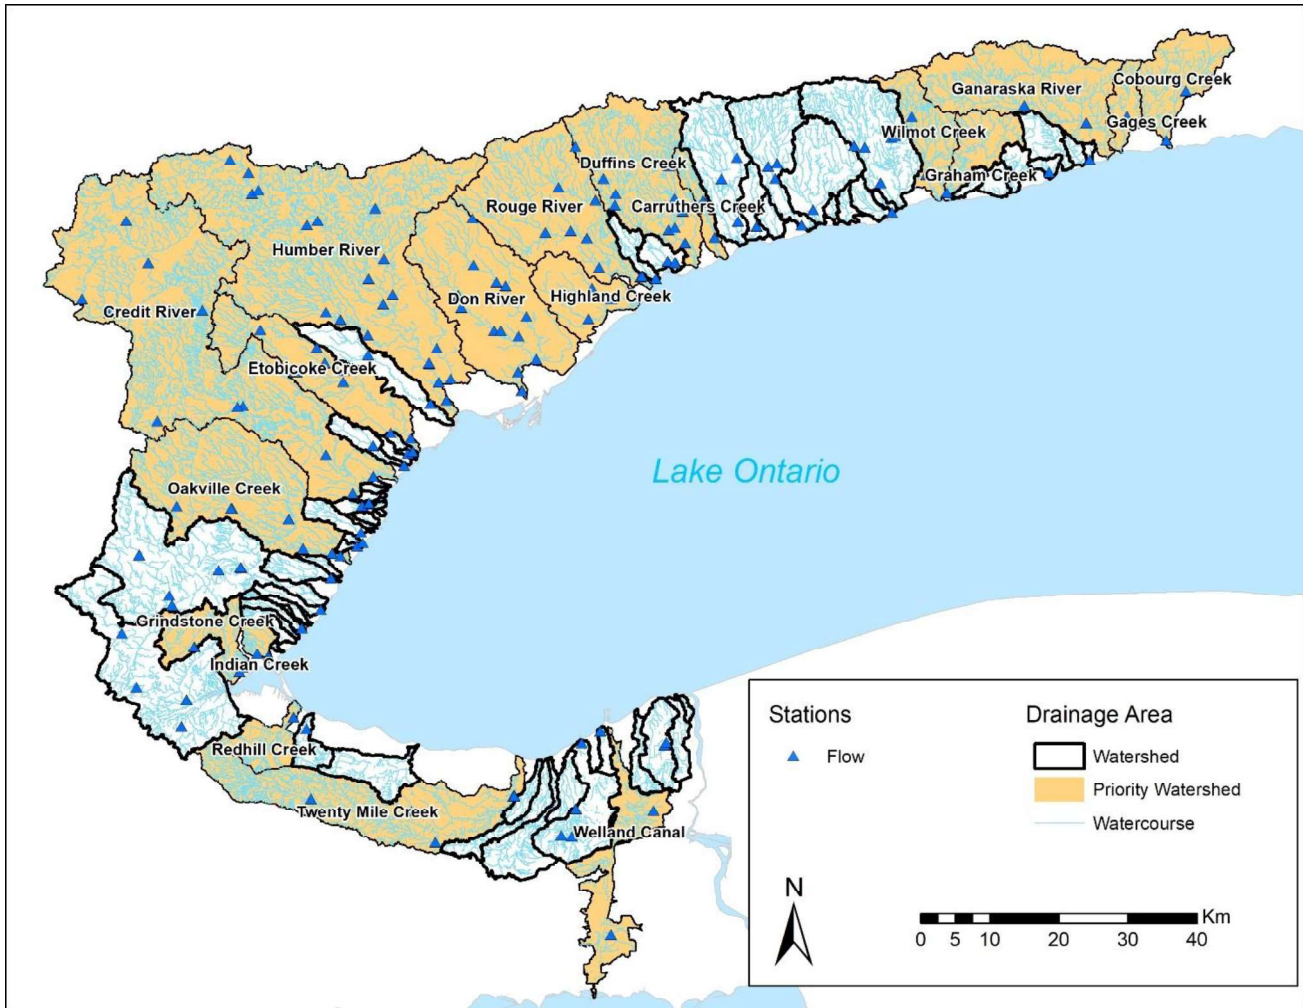 Cobourg Creek
Ganaraska River
Gages Creek
Wilmot Creek
Duffins Creek
Graham Creek
Rouge River
Carruthers Creek
Humber River
Don River
Highland Creek
Credit River
Etobicoke Creek
Lake Ontario
Oakville Creek
Grindstone Creek
Indian Creek
Redhill Creek
Twenty Mile Creek
Welland Canal
Stations
Flow
Drainage Area
Watershed
Priority Watershed
Watercourse
N
Km
0 5 10 20 30 40